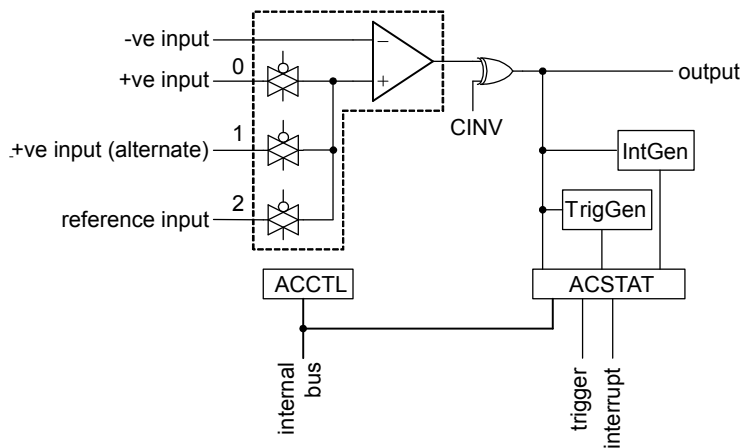 -ve input
+ve input
0
output
CINV
1
+ve input (alternate)
IntGen
2
reference input
TrigGen
ACCTL
ACSTAT
internal
bus
trigger
interrupt